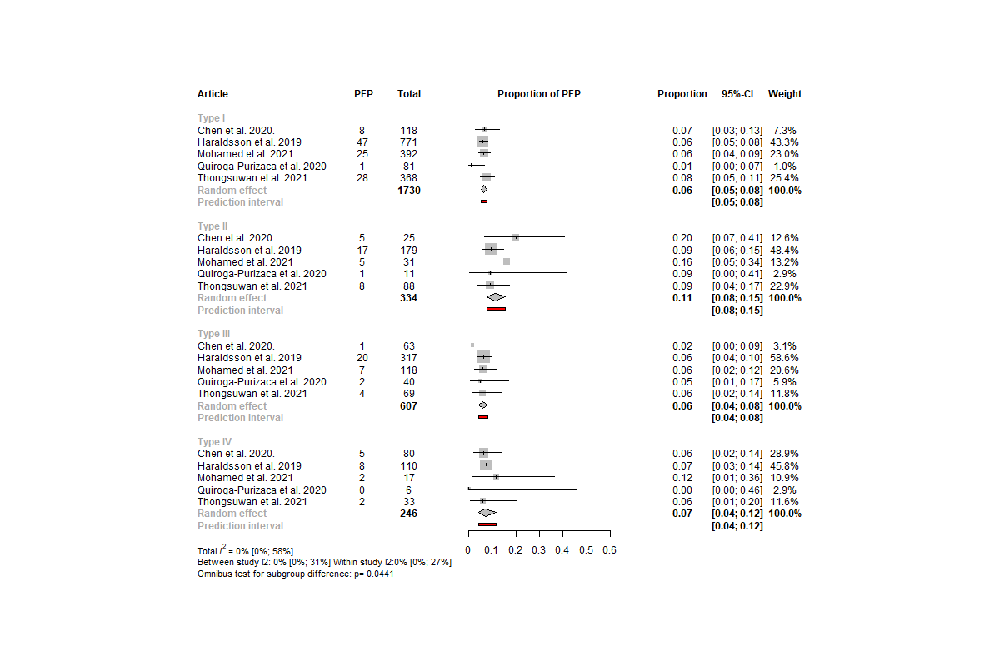 Article PEP Total Proportion of PEP Proportion 95%-CI Weight
Type I
Chen et al. 2020. 8 118 0.07 [0.03; 0.13] 7.3%
Haraldsson et al. 2019 47 771 0.06 [0.05; 0.08] 43.3%
Mohamed et al. 2021 25 392 0.06 [0.04; 0.09] 23.0%
Quiroga-Purizaca et al. 2020 1 81 0.01 [0.00; 0.07] 1.0%
Thongsuwan et al. 2021 28 368 0.08 [0.05; 0.11] 25.4%
Random effect 1730 0.06 [0.05; 0.08] 100.0%
Prediction interval [0.05; 0.08]
Type II
Chen et al. 2020. 5 25 0.20 [0.07; 0.41] 12.6%
Haraldsson et al. 2019 17 179 0.09 [0.06; 0.15] 48.4%
Mohamed et al. 2021 5 31 0.16 [0.05; 0.34] 13.2%
Quiroga-Purizaca et al. 2020 1 11 0.09 [0.00; 0.41] 2.9%
Thongsuwan et al. 2021 8 88 0.09 [0.04; 0.17] 22.9%
Random effect 334 0.11 [0.08; 0.15] 100.0%
Prediction interval [0.08; 0.15]
Type III
Chen et al. 2020. 1 63 0.02 [0.00; 0.09] 3.1%
Haraldsson et al. 2019 20 317 0.06 [0.04; 0.10] 58.6%
Mohamed et al. 2021 7 118 0.06 [0.02; 0.12] 20.6%
Quiroga-Purizaca et al. 2020 2 40 0.05 [0.01; 0.17] 5.9%
Thongsuwan et al. 2021 4 69 0.06 [0.02; 0.14] 11.8%
Random effect 607 0.06 [0.04; 0.08] 100.0%
Prediction interval [0.04; 0.08]
Type IV
Chen et al. 2020. 5 80 0.06 [0.02; 0.14] 28.9%
Haraldsson et al. 2019 8 110 0.07 [0.03; 0.14] 45.8%
Mohamed et al. 2021 2 17 0.12 [0.01; 0.36] 10.9%
Quiroga-Purizaca et al. 2020 0 6 0.00 [0.00; 0.46] 2.9%
Thongsuwan et al. 2021 2 33 0.06 [0.01; 0.20] 11.6%
Random effect 246 0.07 [0.04; 0.12] 100.0%
Prediction interval [0.04; 0.12]
0 0.1 0.2 0.3 0.4 0.5 0.6
Total I² = 0% [0%; 58%]
Between study I2: 0% [0%; 31%] Within study I2:0% [0%; 27%]
Omnibus test for subgroup difference: p= 0.0441